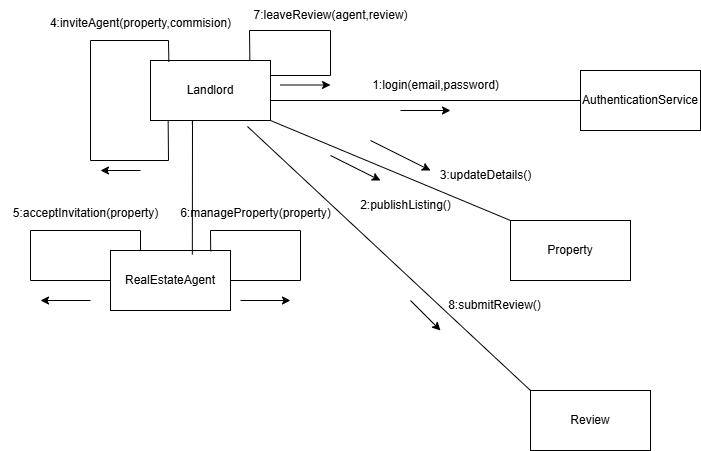 7:leaveReview(agent,review)
4:inviteAgent(property,commision)
Landlord
1:login(email,password)
AuthenticationService
3:updateDetails()
2:publishListing()
5:acceptInvitation(property)
6:manageProperty(property)
Property
RealEstateAgent
8:submitReview()
Review